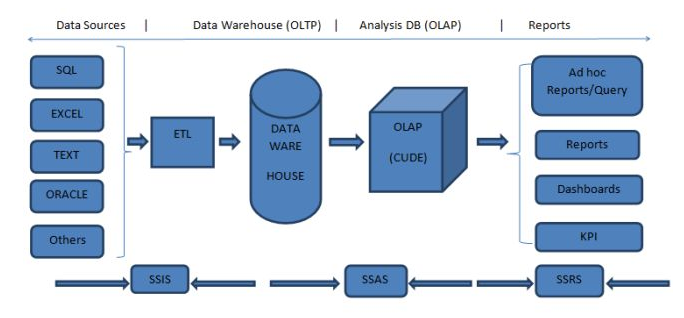 Data Sources | Data Warehouse (OLTP) | Analysis DB (OLAP) | Reports
SQL
EXCEL
TEXT
ORACLE
Others
ETL
DATA
WARE
HOUSE
OLAP
(CUDE)
Ad hoc
Reports/Query
Reports
Dashboards
KPI
SSIS
SSAS
SSRS